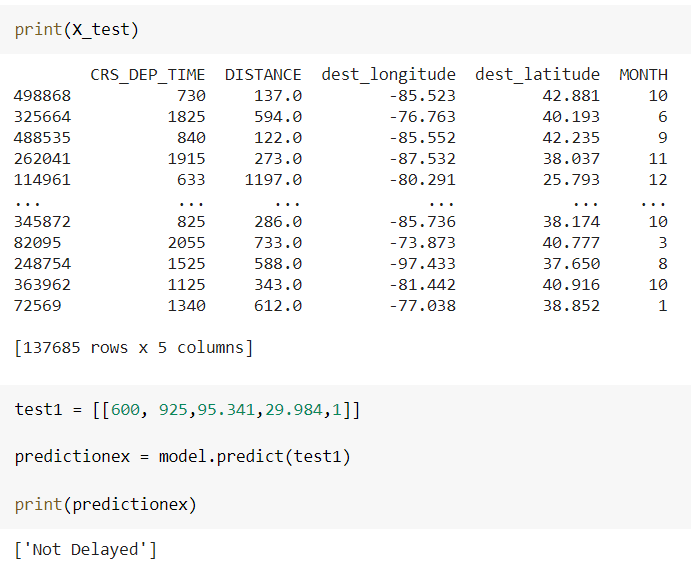 print(X_test)
CRS_DEP_TIME DISTANCE dest_longitude dest_latitude MONTH
498868 730 137.0 -85.523 42.881 10
325664 1825 594.0 -76.763 40.193 6
488535 840 122.0 -85.552 42.235 9
262041 1915 273.0 -87.532 38.037 11
114961 633 1197.0 -80.291 25.793 12
... ... ... ... ... ...
345872 825 286.0 -85.736 38.174 10
82095 2055 733.0 -73.873 40.777 3
248754 1525 588.0 -97.433 37.650 8
363962 1125 343.0 -81.442 40.916 10
72569 1340 612.0 -77.038 38.852 1
[137685 rows x 5 columns]
test1 = [[600, 925,95.341,29.984,1]]
predictionex = model.predict(test1)
print(predictionex)
['Not Delayed']